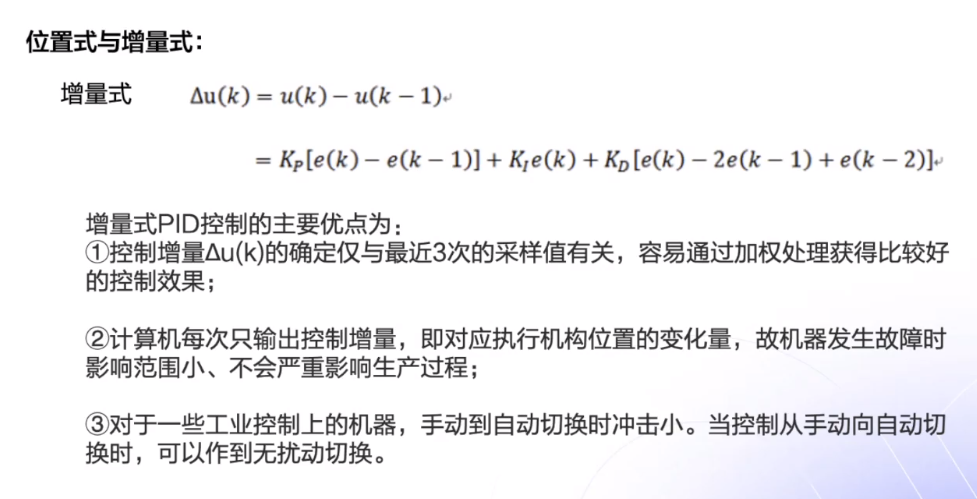 位置式与增量式：
增量式 Δu(k) = u(k) − u(k − 1)↵
= K_P[e(k) − e(k − 1)] + K_I e(k) + K_D[e(k) − 2e(k − 1) + e(k − 2)]↵
增量式PID控制的主要优点为：
①控制增量Δu(k)的确定仅与最近3次的采样值有关，容易通过加权处理获得比较好
的控制效果；
②计算机每次只输出控制增量，即对应执行机构位置的变化量，故机器发生故障时
影响范围小、不会严重影响生产过程；
③对于一些工业控制上的机器，手动到自动切换时冲击小。当控制从手动向自动切
换时，可以作到无扰动切换。